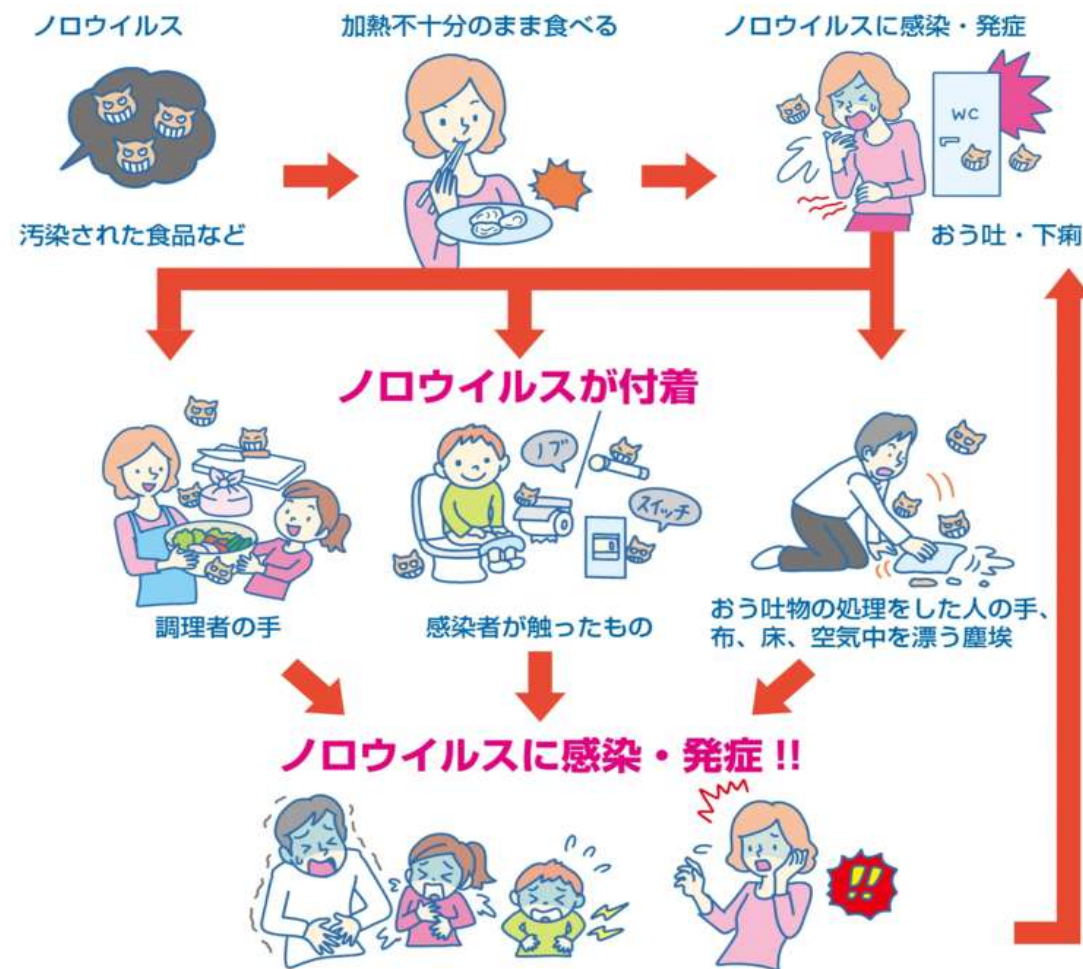 ノロウイルス
加熱不十分のまま食べる
ノロウイルスに感染・発症
WC
汚染された食品など
おう吐・下痢
ノロウイルスが付着
ノブ
スイッチ
調理者の手
感染者が触ったもの
おう吐物の処理をした人の手、
布、床、空気中を漂う塵埃
ノロウイルスに感染・発症!!
!!